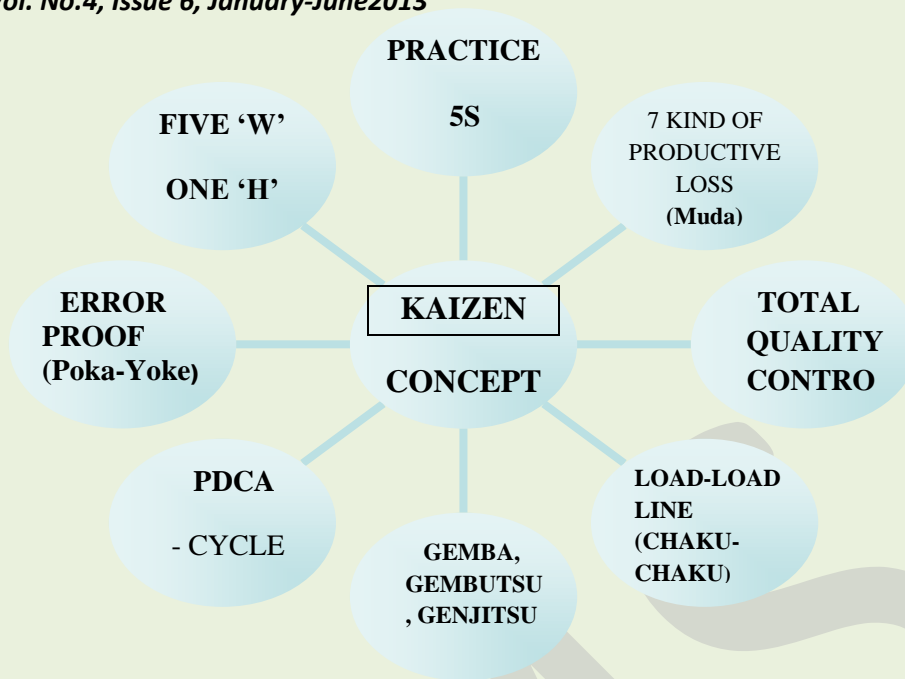 Vol. No.4, Issue 6, January-June2013
PRACTICE
5S
7 KIND OF
PRODUCTIVE
LOSS
(Muda)
TOTAL
QUALITY
CONTRO
LOAD-LOAD
LINE
(CHAKU-
CHAKU)
GEMBA,
GEMBUTSU
, GENJITSU
PDCA
- CYCLE
ERROR
PROOF
(Poka-Yoke)
FIVE ‘W’
ONE ‘H’
KAIZEN
CONCEPT